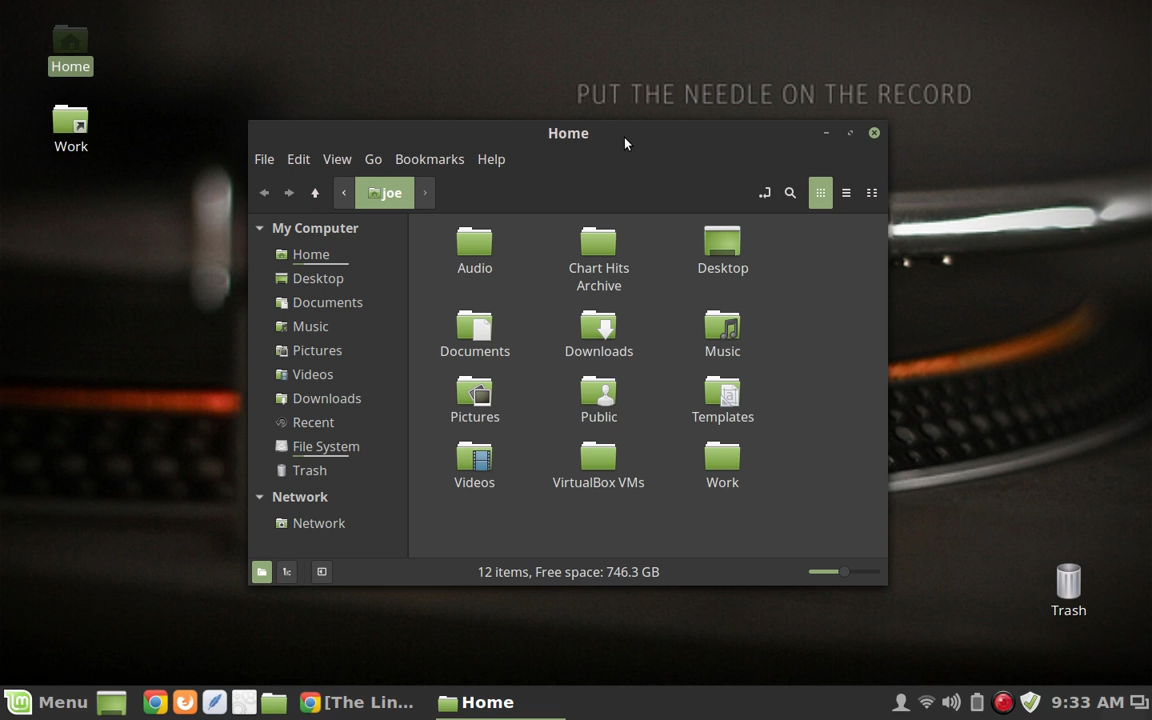 Home
Work
PUT THE NEEDLE ON THE RECORD
Home
File Edit View Go Bookmarks Help
joe
My Computer
Home
Desktop
Documents
Music
Pictures
Videos
Downloads
Recent
File System
Trash
Network
Network
Audio
Chart Hits
Archive
Desktop
Documents
Downloads
Music
Pictures
Public
Templates
Videos
VirtualBox VMs
Work
12 items, Free space: 746.3 GB
Trash
Menu
[The Lin...
Home
9:33 AM